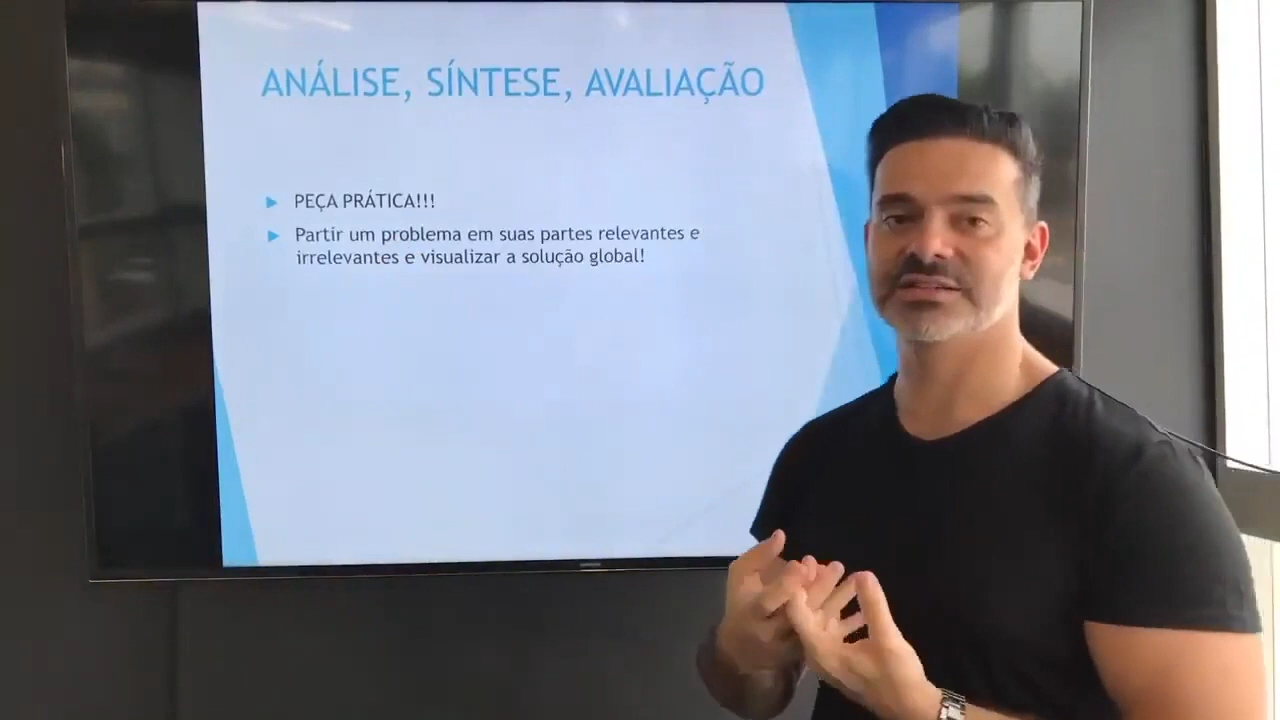 ANÁLISE, SÍNTESE, AVALIAÇÃO
PEÇA PRÁTICA!!!
Partir um problema em suas partes relevantes e
irrelevantes e visualizar a solução global!